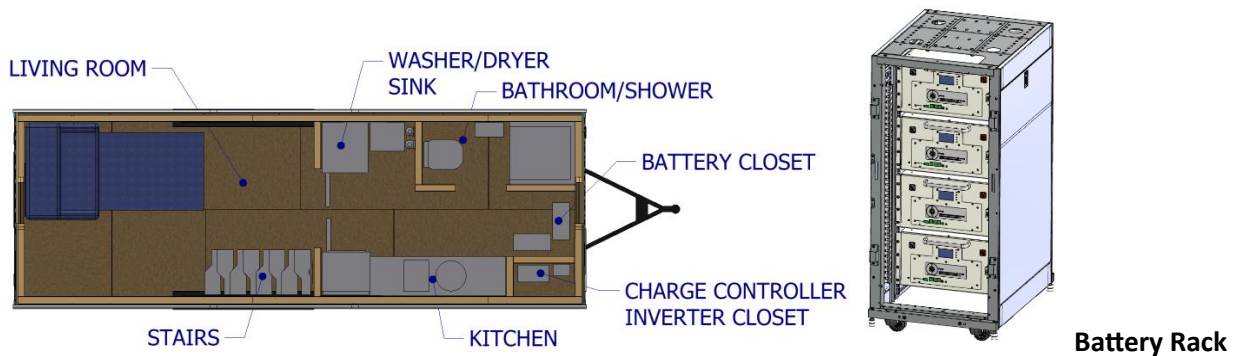 LIVING ROOM
WASHER/DRYER
SINK
BATHROOM/SHOWER
BATTERY CLOSET
CHARGE CONTROLLER
INVERTER CLOSET
STAIRS
KITCHEN
Battery Rack